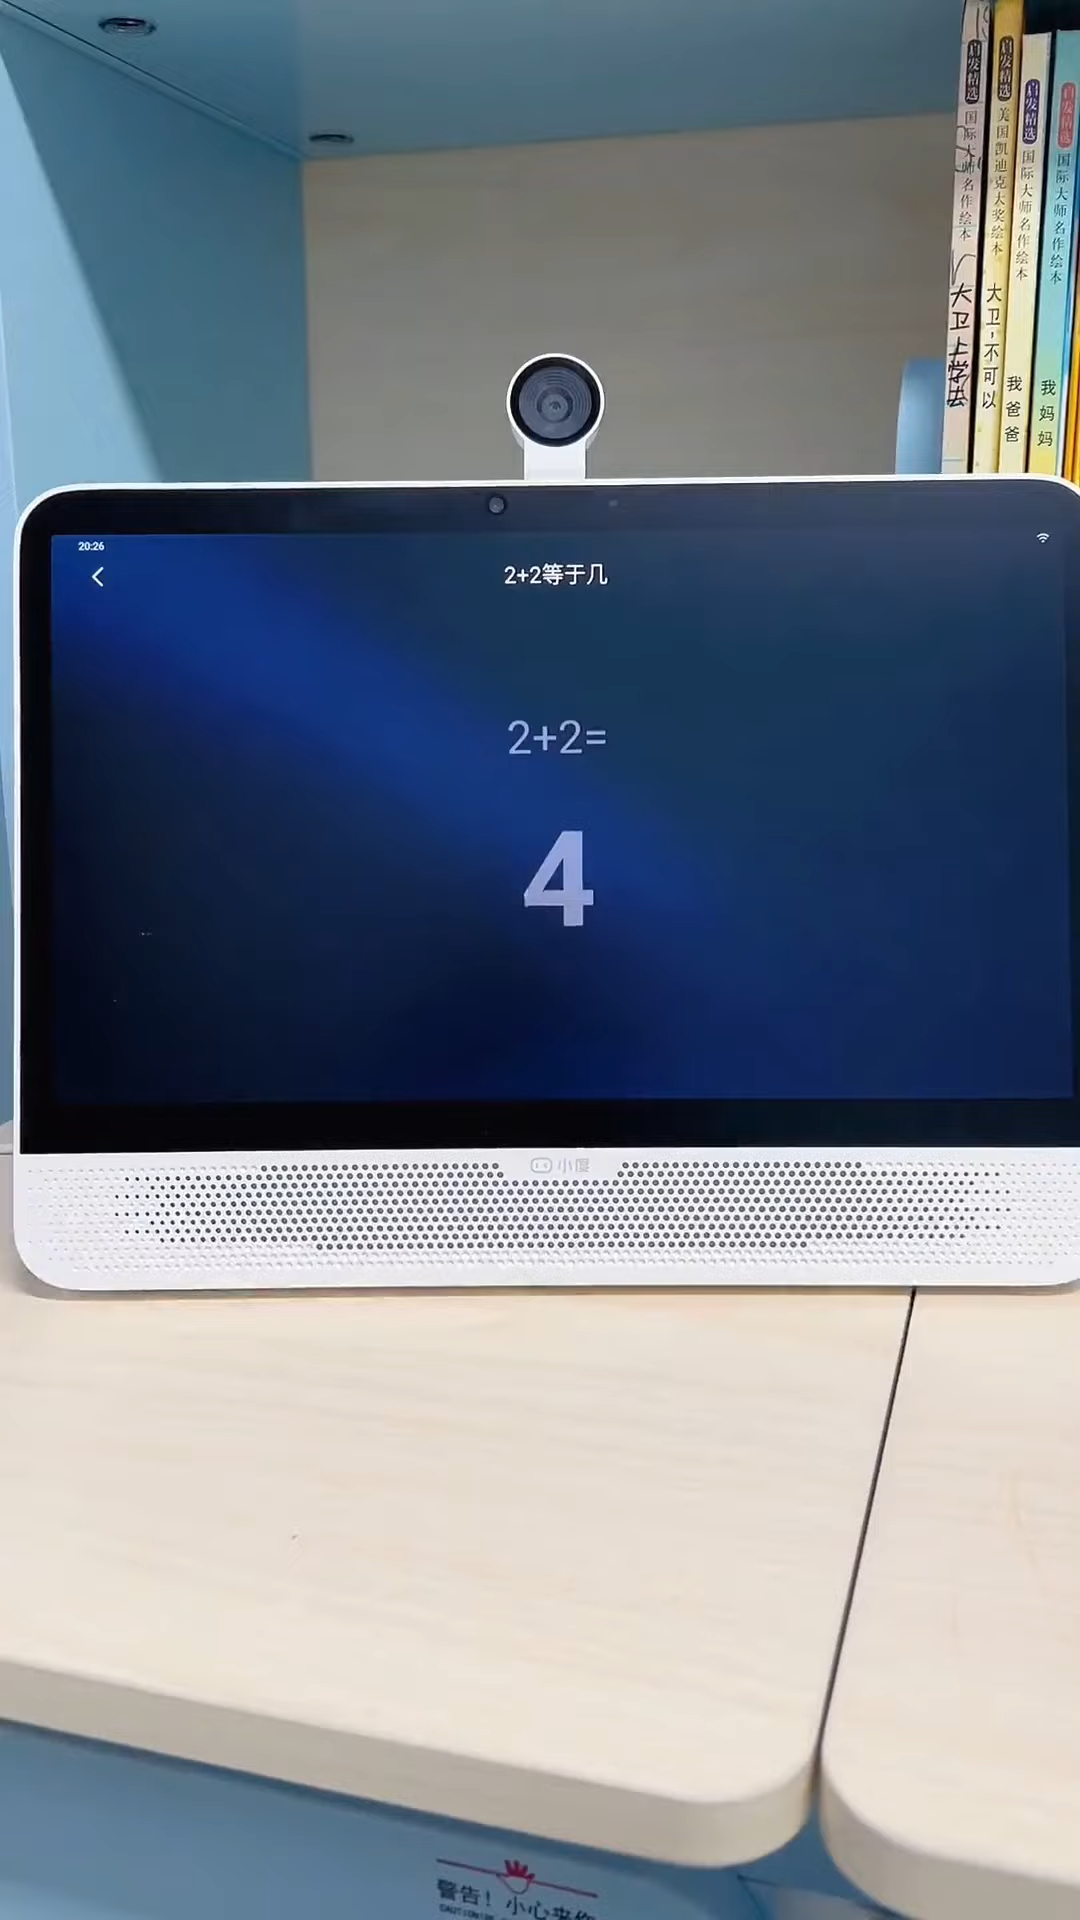 启发精选 国际大师名作绘本 大卫上学去
启发精选 美国凯迪克大奖绘本 大卫,不可以
启发精选 国际大师名作绘本 我爸爸
启发精选 国际大师名作绘本 我妈妈
20:26
2+2等于几
2+2=
4
小度
警告!小心夹